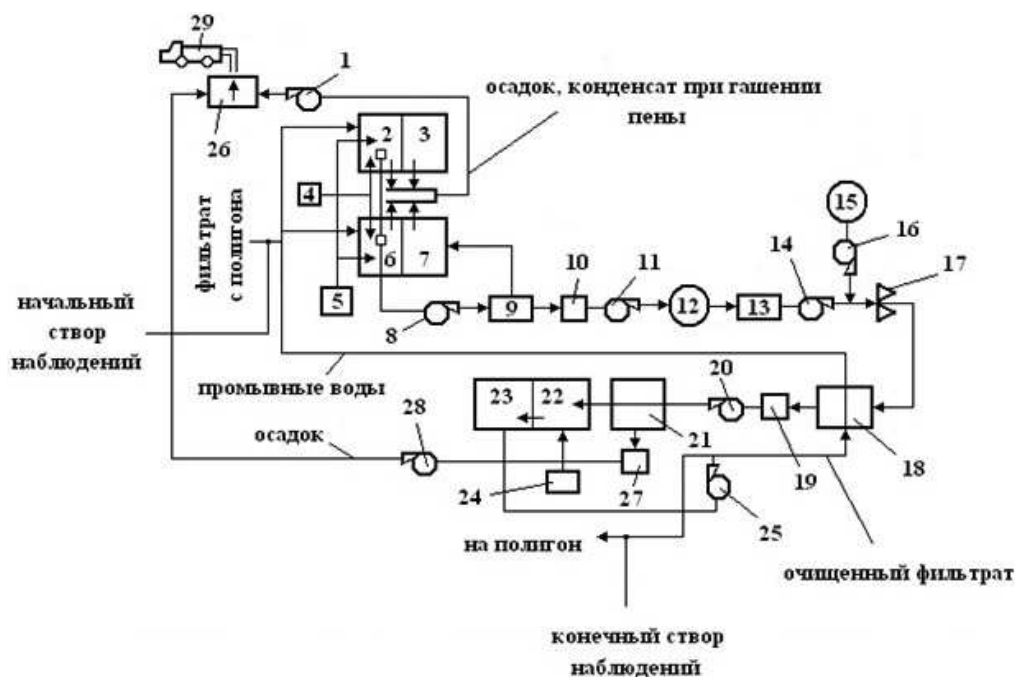 29
1
осадок, конденсат при гашении
пены
26
2
3
4
фильтрат
с полигона
15
16
14
17
6
7
10
11
5
8
9
12
13
начальный
створ
наблюдений
промывные воды
20
23
22
осадок
28
21
19
18
24
27
25
на полигон
очищенный фильтрат
конечный створ
наблюдений